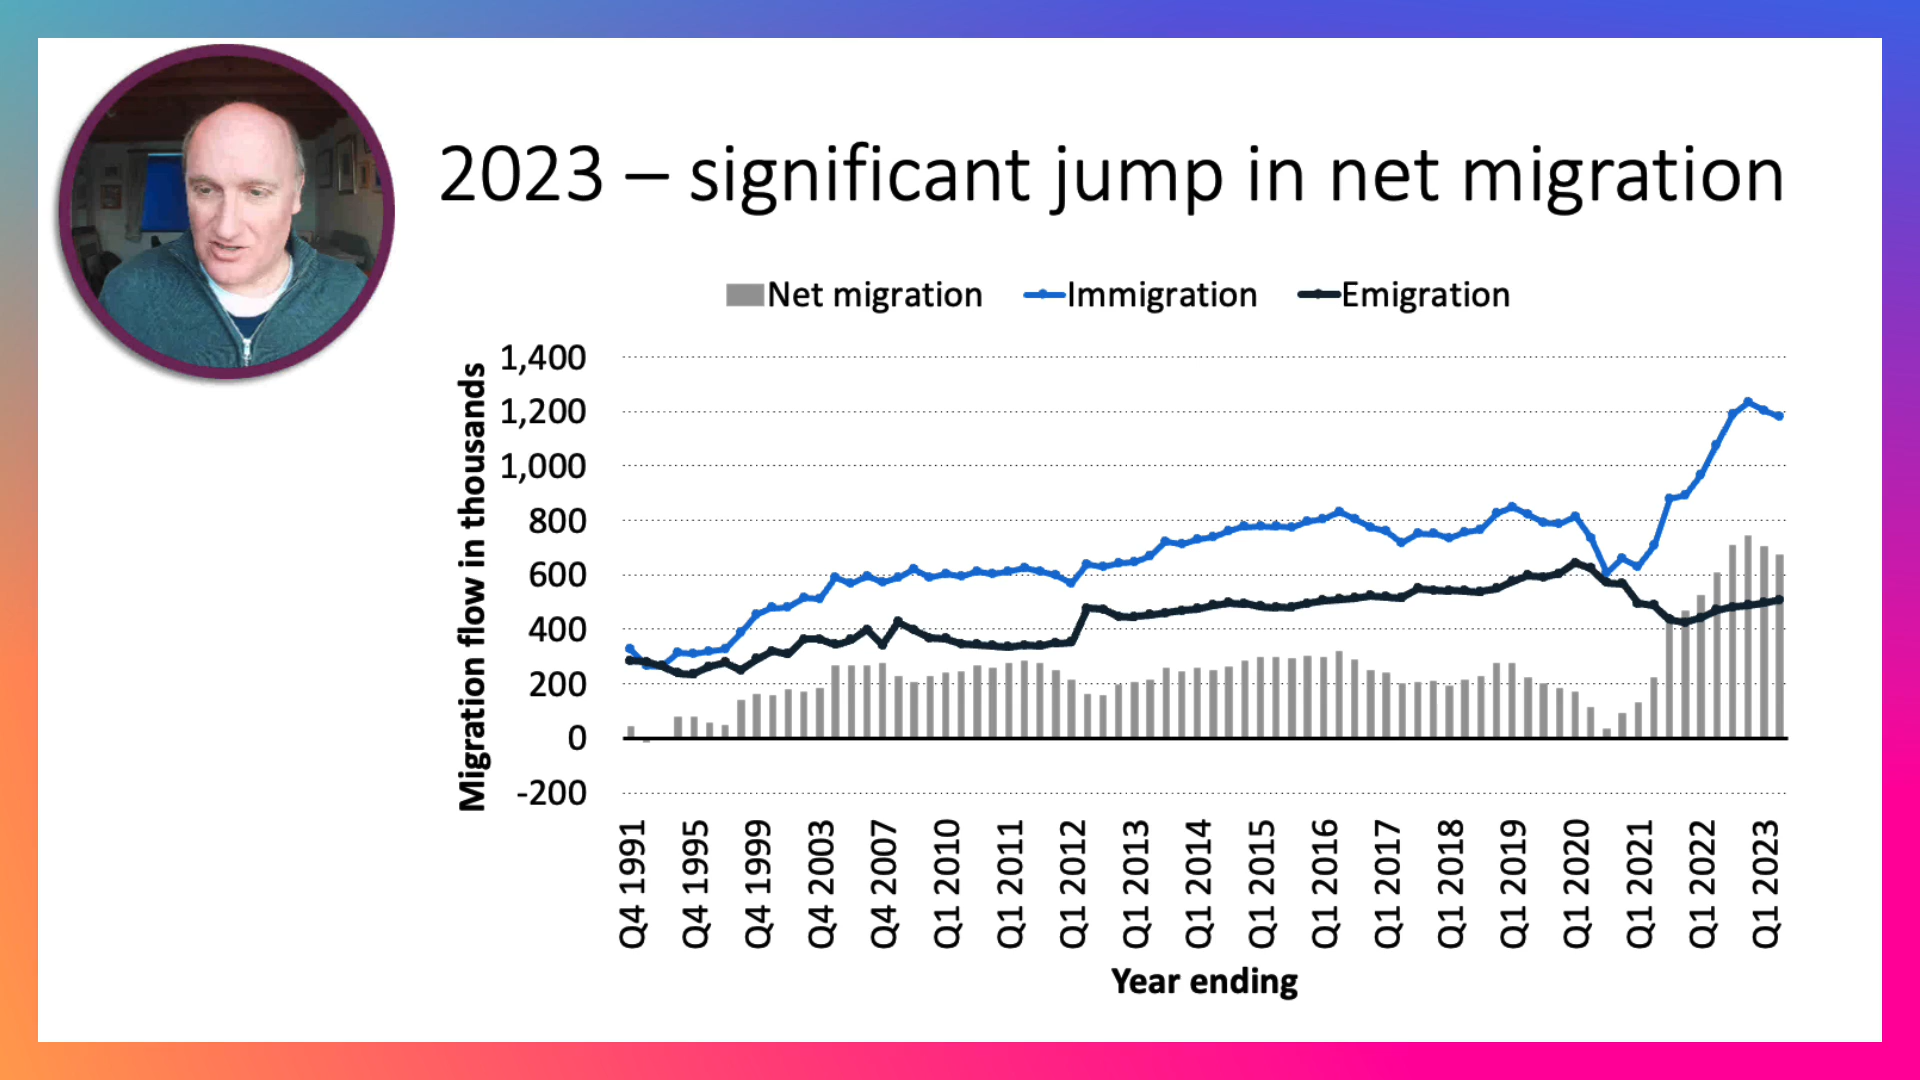 2023 – significant jump in net migration
Net migration
Immigration
Emigration
Migration flow in thousands
1,400
1,200
1,000
800
600
400
200
0
-200
Q4 1991
Q4 1995
Q4 1999
Q4 2003
Q4 2007
Q1 2010
Q1 2011
Q1 2012
Q1 2013
Q1 2014
Q1 2015
Q1 2016
Q1 2017
Q1 2018
Q1 2019
Q1 2020
Q1 2021
Q1 2022
Q1 2023
Year ending